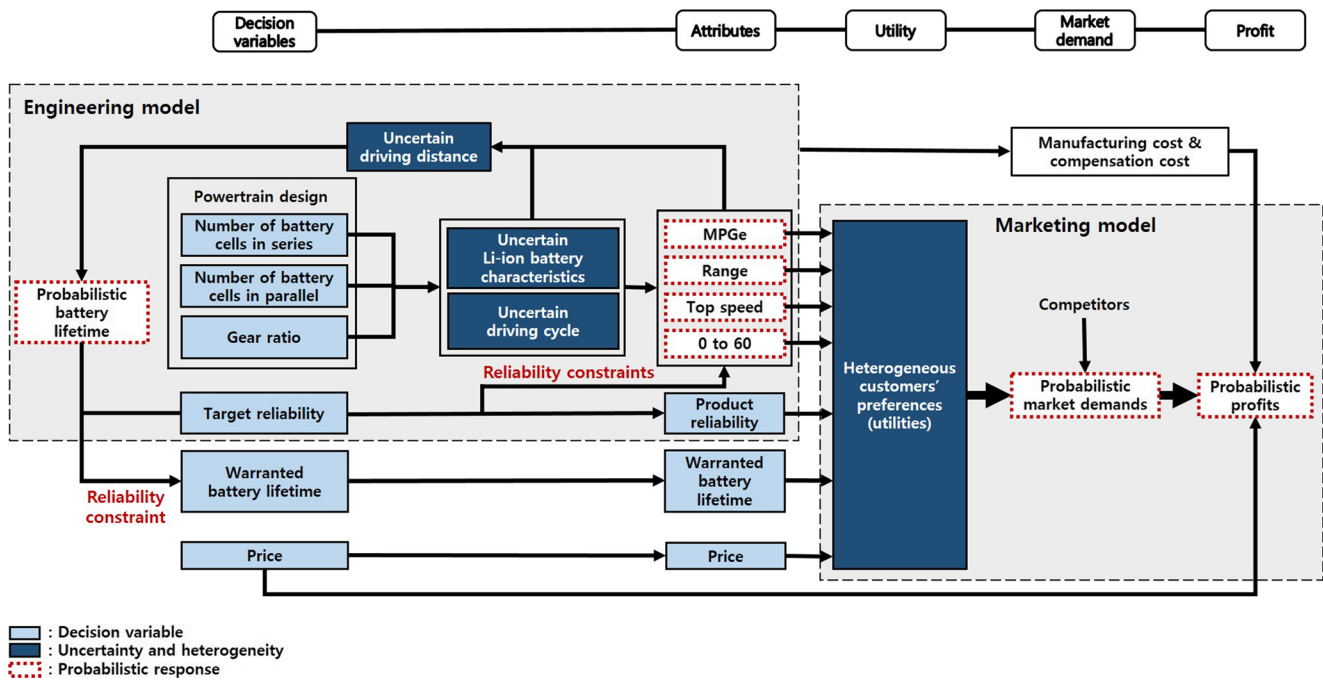 Decision
variables
Attributes
Utility
Market
demand
Profit
Engineering model
Uncertain
driving distance
Manufacturing cost &
compensation cost
Powertrain design
Number of battery
cells in series
Number of battery
cells in parallel
Gear ratio
Uncertain
Li-ion battery
characteristics
Uncertain
driving cycle
MPGe
Range
Top speed
0 to 60
Marketing model
Probabilistic
battery
lifetime
Competitors
Reliability constraints
Heterogeneous
customers’
preferences
(utilities)
Probabilistic
market demands
Probabilistic
profits
Target reliability
Product
reliability
Reliability
constraint
Warranted
battery lifetime
Warranted
battery
lifetime
Price
Price
: Decision variable
: Uncertainty and heterogeneity
: Probabilistic response